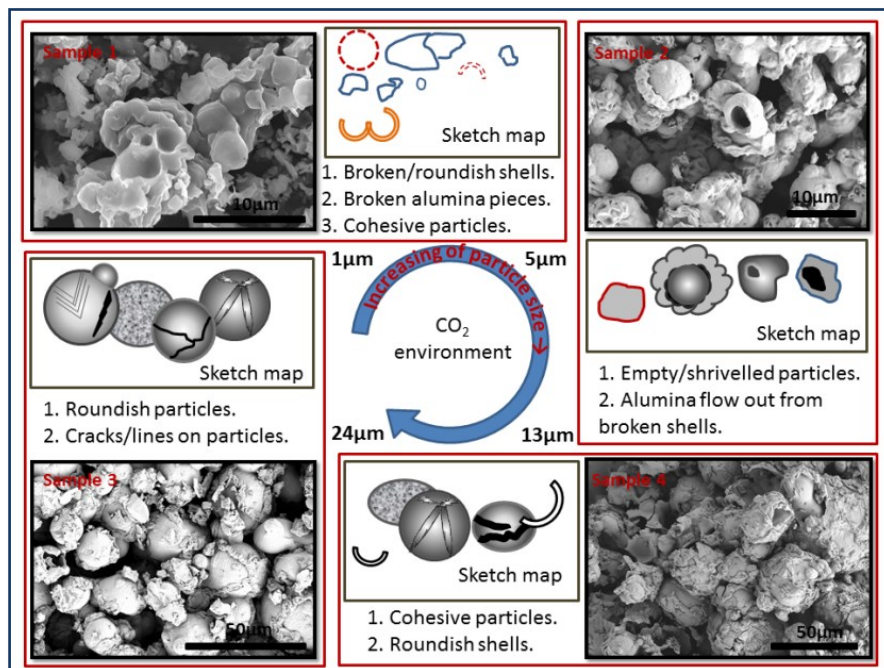 Sample 1
10μm
Sketch map
1. Broken/roundish shells.
2. Broken alumina pieces.
3. Cohesive particles.
Sample 2
10μm
Sketch map
1. Empty/shrivelled particles.
2. Alumina flow out from
broken shells.
1μm
5μm
Increasing of particle size
CO₂
environment
24μm
13μm
Sketch map
1. Roundish particles.
2. Cracks/lines on particles.
Sample 3
50μm
Sketch map
1. Cohesive particles.
2. Roundish shells.
Sample 4
50μm